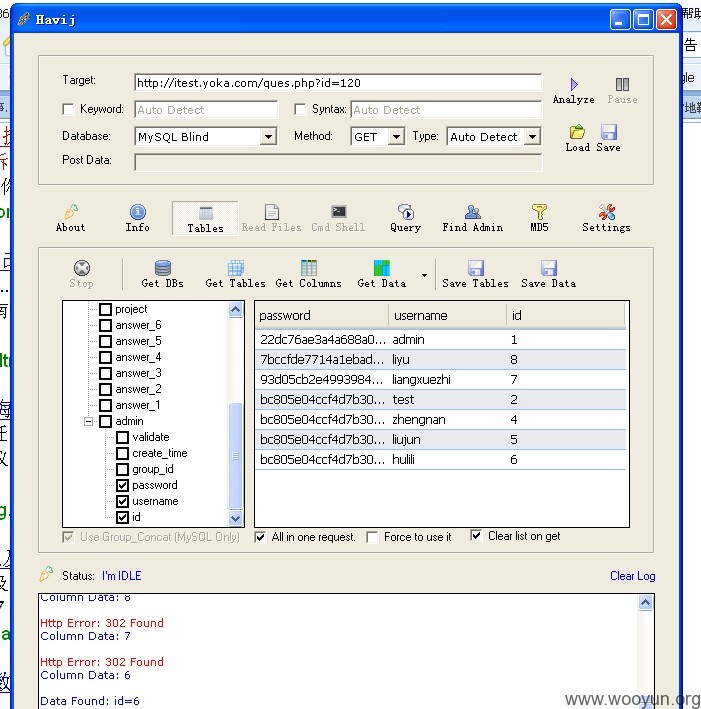 Havij
Target: http://itest.yoka.com/ques.php?id=120
Analyze Pause
Keyword: Auto Detect Syntax: Auto Detect
Database: MySQL Blind Method: GET Type: Auto Detect
Load Save
Post Data:
About Info Tables Read Files Cmd Shell Query Find Admin MD5 Settings
Stop Get DBs Get Tables Get Columns Get Data Save Tables Save Data
project
answer_6
answer_5
answer_4
answer_3
answer_2
answer_1
admin
validate
create_time
group_id
password
username
id
password username id
22dc76ae3a4a688a0... admin 1
7bccfde7714a1ebad... liyu 8
93d05cb2e4993984... liangxuezhi 7
bc805e04ccf4d7b30... test 2
bc805e04ccf4d7b30... zhengnan 4
bc805e04ccf4d7b30... liujun 5
bc805e04ccf4d7b30... hulili 6
Use Group_Concat (MySQL Only) All in one request. Force to use it Clear list on get
Status: I'm IDLE Clear Log
Column Data: 8
Http Error: 302 Found
Column Data: 7
Http Error: 302 Found
Column Data: 6
Data Found: id=6
www.wooyun.org